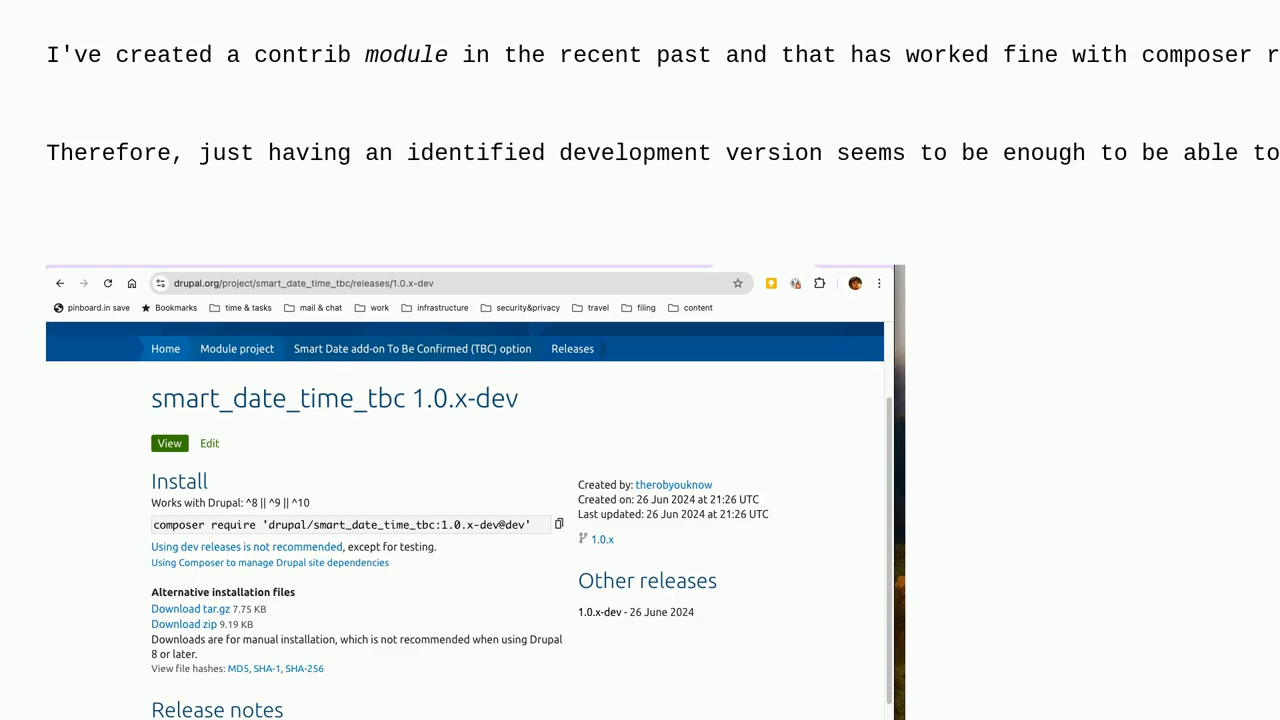 I've created a contrib module in the recent past and that has worked fine with composer r
Therefore, just having an identified development version seems to be enough to be able to
drupal.org/project/smart_date_time_tbc/releases/1.0.x-dev
pinboard.in save Bookmarks time & tasks mail & chat work infrastructure security&privacy travel filing content
Home Module project Smart Date add-on To Be Confirmed (TBC) option Releases
smart_date_time_tbc 1.0.x-dev
View Edit
Install
Works with Drupal: ^8 || ^9 || ^10
composer require 'drupal/smart_date_time_tbc:1.0.x-dev@dev'
Using dev releases is not recommended, except for testing.
Using Composer to manage Drupal site dependencies
Alternative installation files
Download tar.gz 7.75 KB
Download zip 9.19 KB
Downloads are for manual installation, which is not recommended when using Drupal
8 or later.
View file hashes: MD5, SHA-1, SHA-256
Release notes
Created by: therobyouknow
Created on: 26 Jun 2024 at 21:26 UTC
Last updated: 26 Jun 2024 at 21:26 UTC
1.0.x
Other releases
1.0.x-dev - 26 June 2024